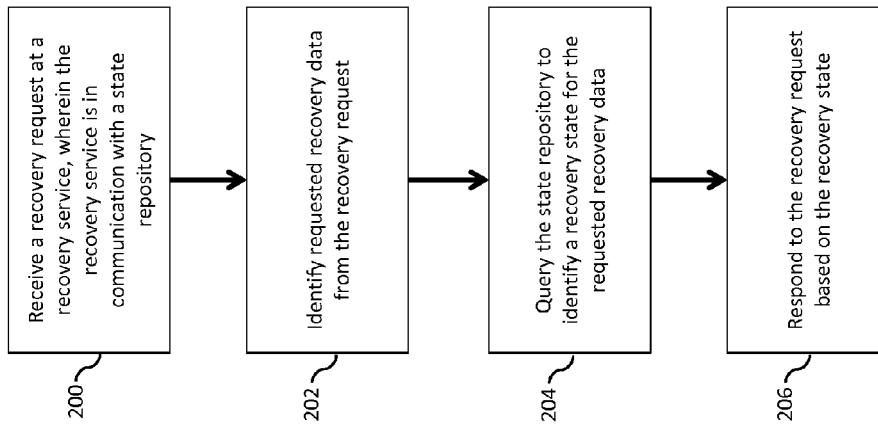 200
Receive a recovery request at a
recovery service, wherein the
recovery service is in
communication with a state
repository
202
Identify requested recovery data
from the recovery request
204
Query the state repository to
identify a recovery state for the
requested recovery data
206
Respond to the recovery request
based on the recovery state